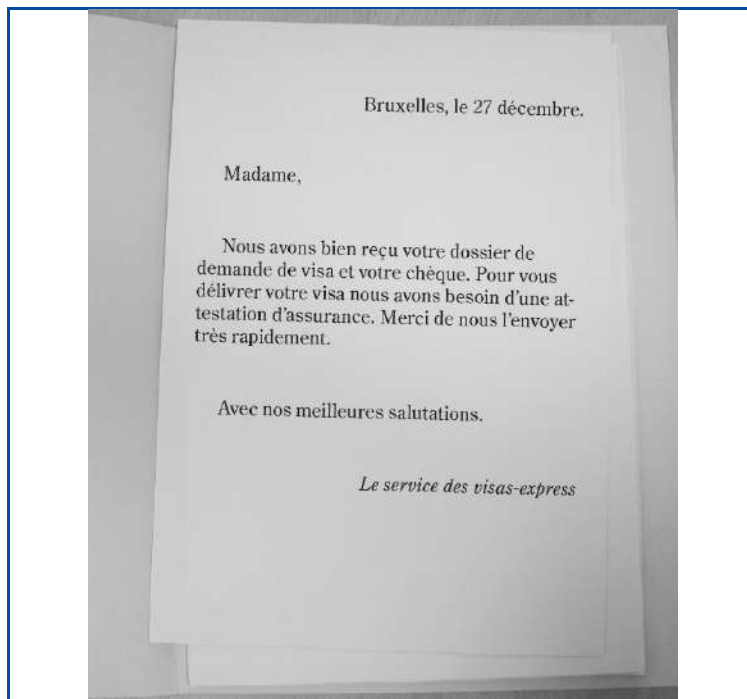 Bruxelles, le 27 décembre.
Madame,
Nous avons bien reçu votre dossier de
demande de visa et votre chèque. Pour vous
délivrer votre visa nous avons besoin d'une at-
testation d'assurance. Merci de nous l'envoyer
très rapidement.
Avec nos meilleures salutations.
Le service des visas-express